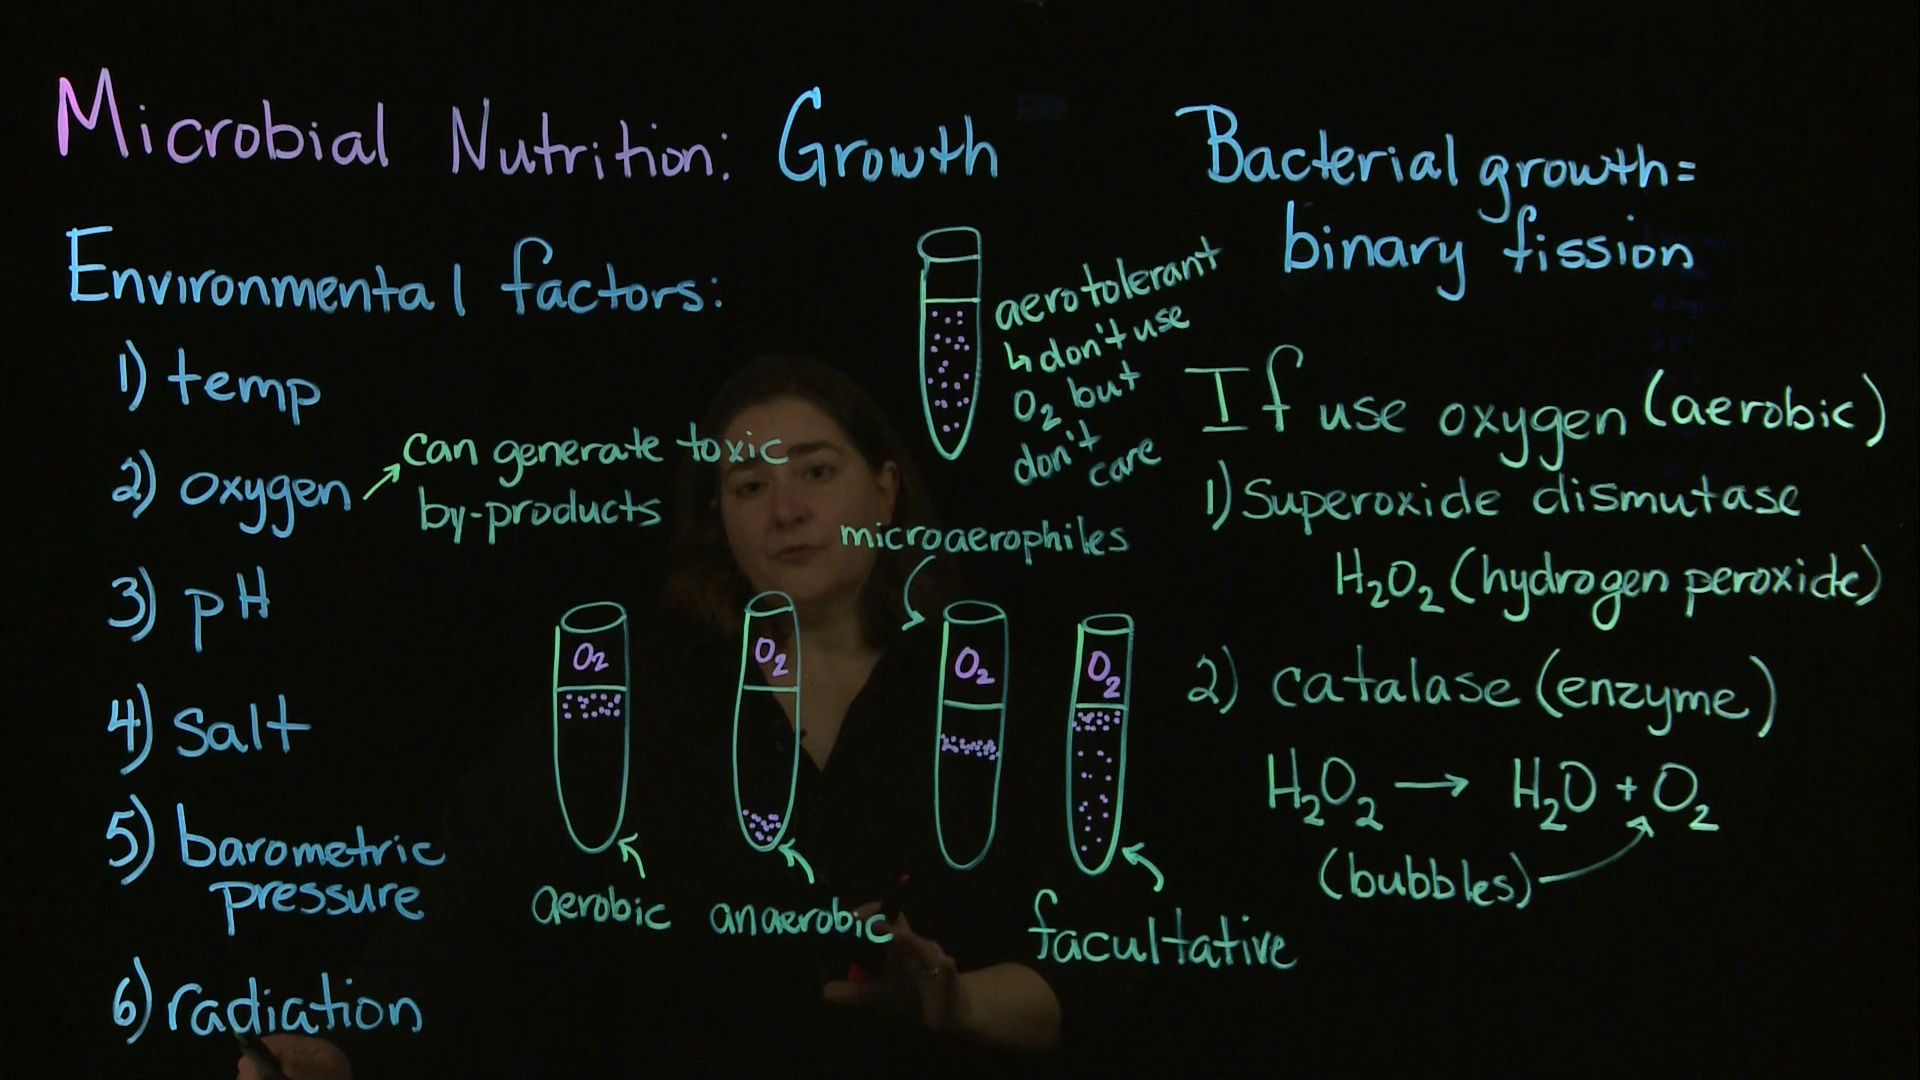 Microbial Nutrition: Growth
Environmental factors:
1) temp
2) oxygen
can generate toxic
by-products
3) pH
4) salt
5) barometric
pressure
6) radiation
aerotolerant
↳ don't use
O₂ but
don't
care
microaerophiles
O₂
O₂
O₂
O₂
aerobic
anaerobic
facultative
Bacterial growth=
binary fission
If use oxygen (aerobic)
1) Superoxide dismutase
H₂O₂ (hydrogen peroxide)
2) catalase (enzyme)
H₂O₂ → H₂O + O₂
(bubbles)